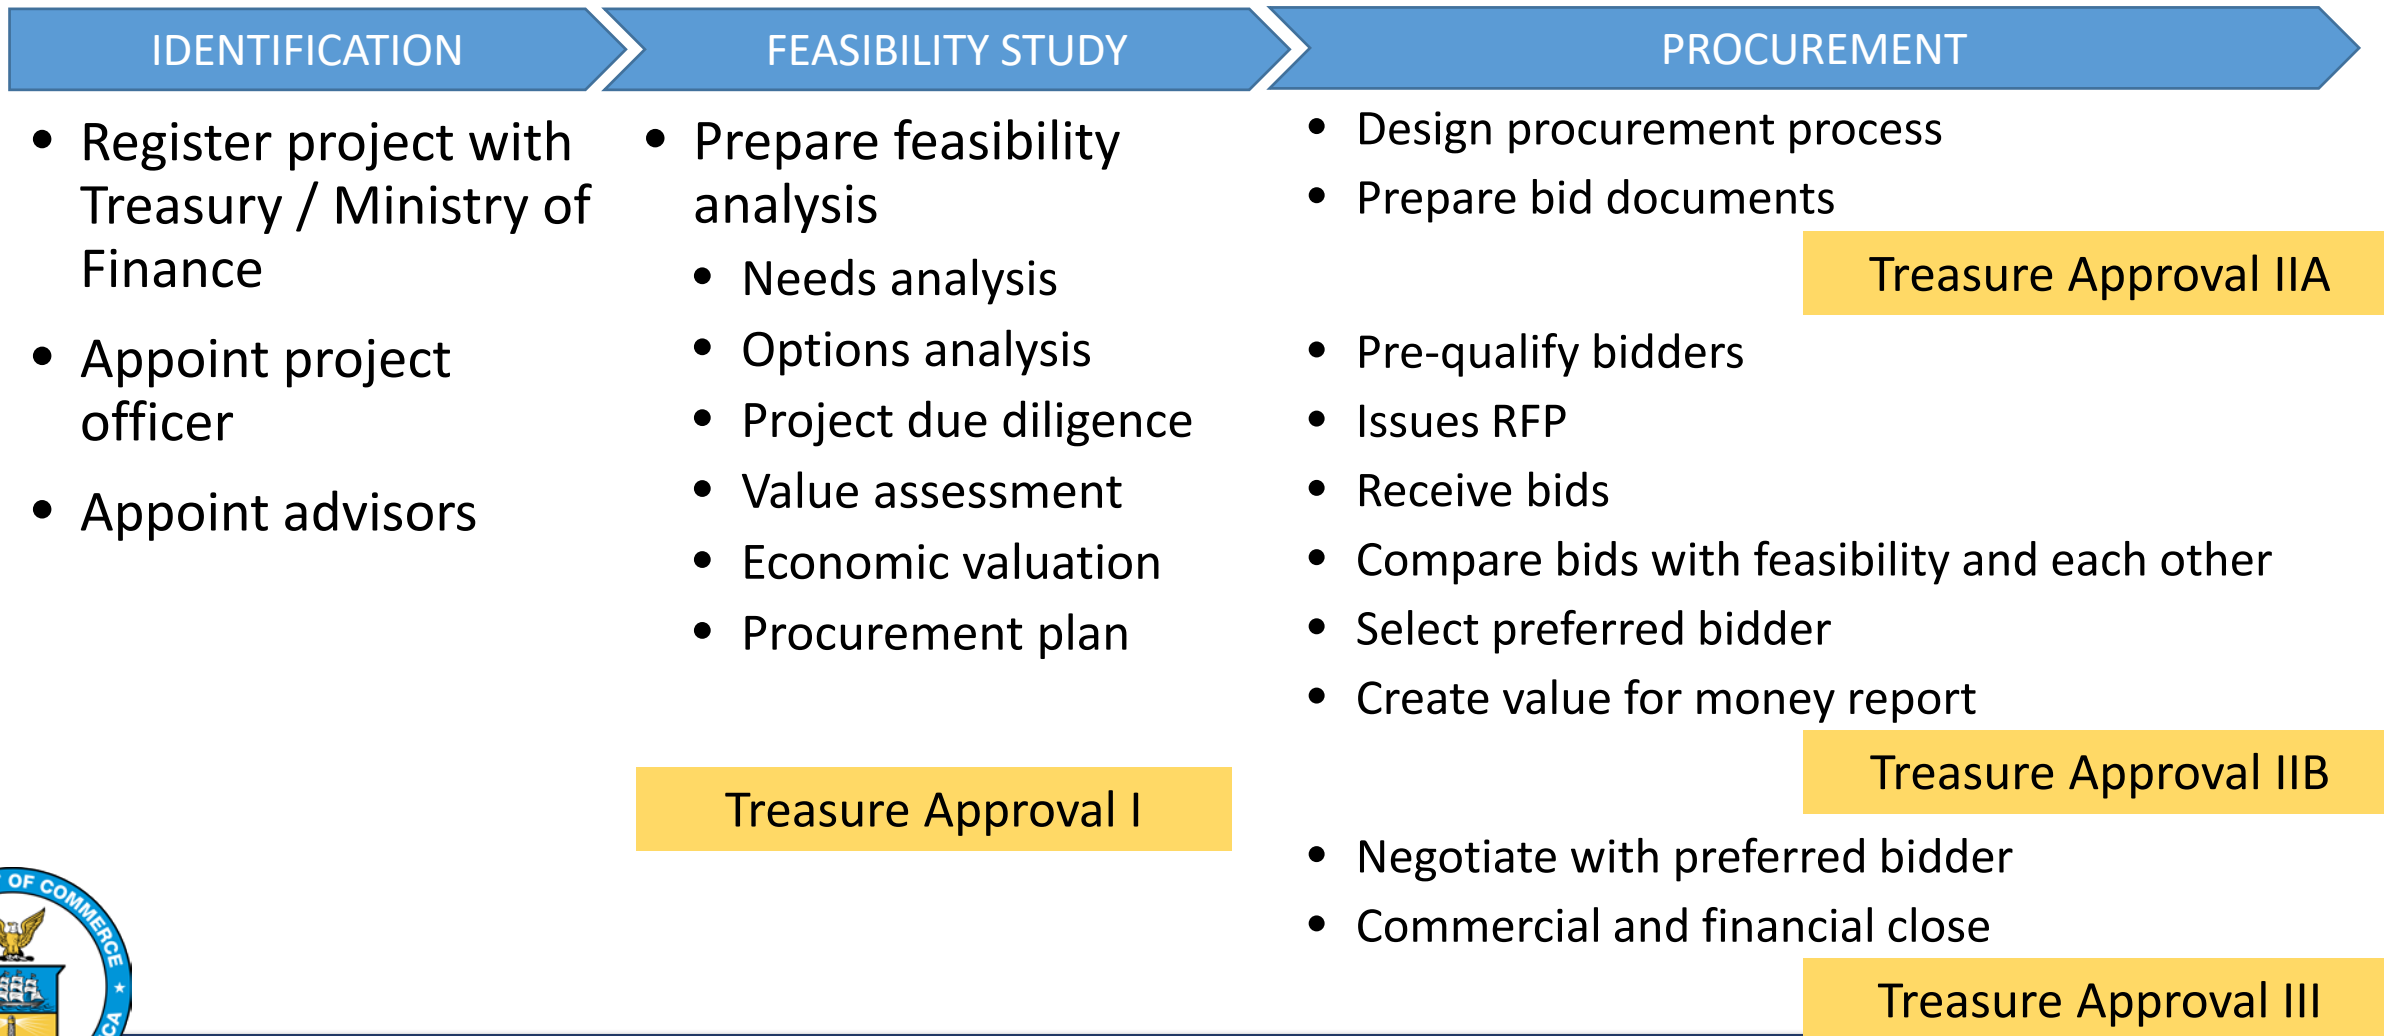 IDENTIFICATION
FEASIBILITY STUDY
PROCUREMENT
• Register project with
Treasury / Ministry of
Finance
• Appoint project
officer
• Appoint advisors
• Prepare feasibility
analysis
• Needs analysis
• Options analysis
• Project due diligence
• Value assessment
• Economic valuation
• Procurement plan
Treasure Approval I
• Design procurement process
• Prepare bid documents
Treasure Approval IIA
• Pre-qualify bidders
• Issues RFP
• Receive bids
• Compare bids with feasibility and each other
• Select preferred bidder
• Create value for money report
Treasure Approval IIB
• Negotiate with preferred bidder
• Commercial and financial close
Treasure Approval III
OF COMMERCE